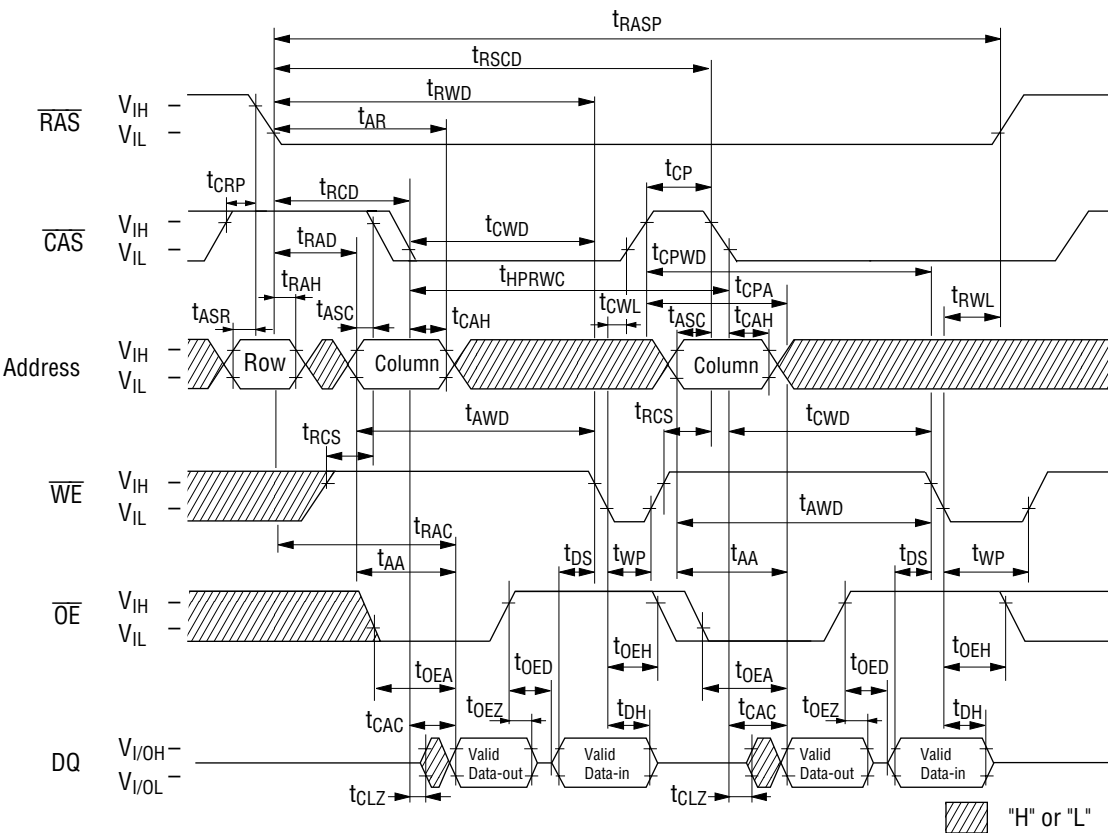 tRASP
tRSCD
tRWD
tAR
RAS
VIH
VIL
tCRP
tRCD
tCP
CAS
VIH
VIL
tRAD
tCWD
tCPWD
tHPRWC
tCPA
tRAH
tASR
tASC
tCAH
tCWL
tASC
tCAH
tRWL
Address
VIH
VIL
Row
Column
Column
tAWD
tRCS
tCWD
tRCS
WE
VIH
VIL
tAWD
tRAC
tAA
tDS
tWP
tAA
tDS
tWP
OE
VIH
VIL
tOEH
tOEH
tOEA
tOED
tOEA
tOED
tCAC
tOEZ
tDH
tCAC
tOEZ
tDH
DQ
VI/OH
VI/OL
Valid
Data-out
Valid
Data-in
Valid
Data-out
Valid
Data-in
tCLZ
tCLZ
"H" or "L"